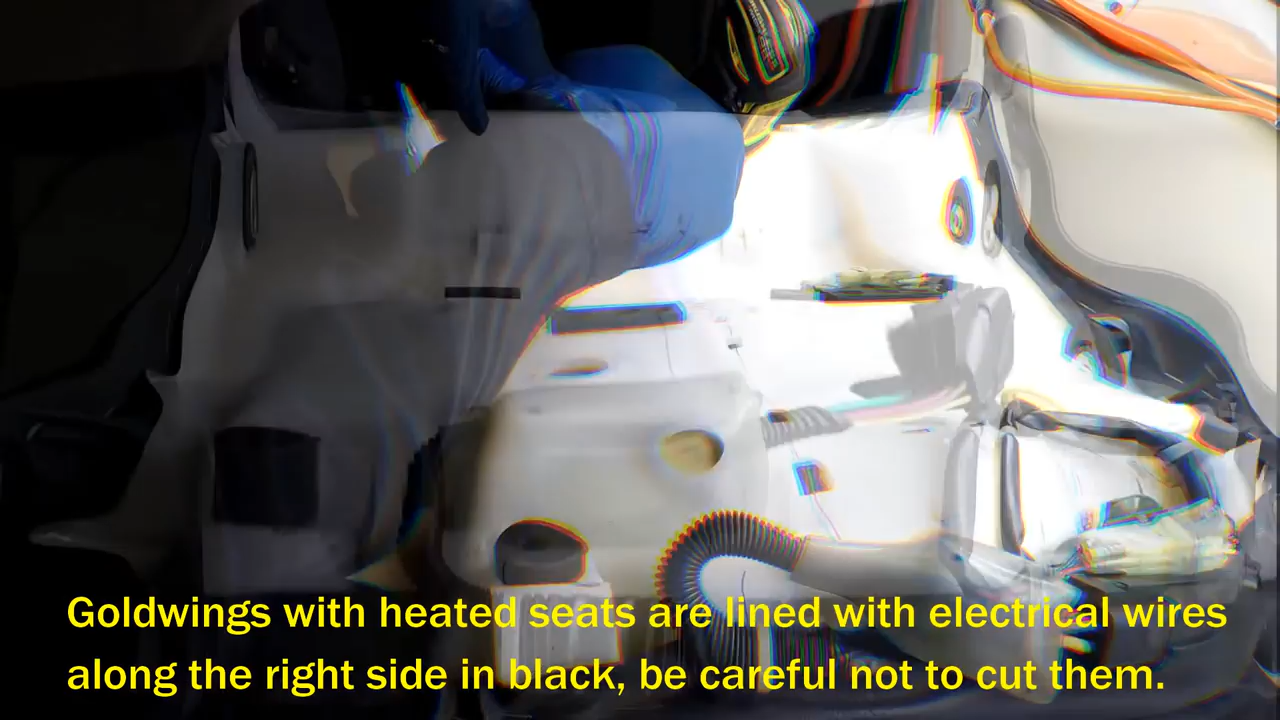 Goldwings with heated seats are lined with electrical wires
along the right side in black, be careful not to cut them.